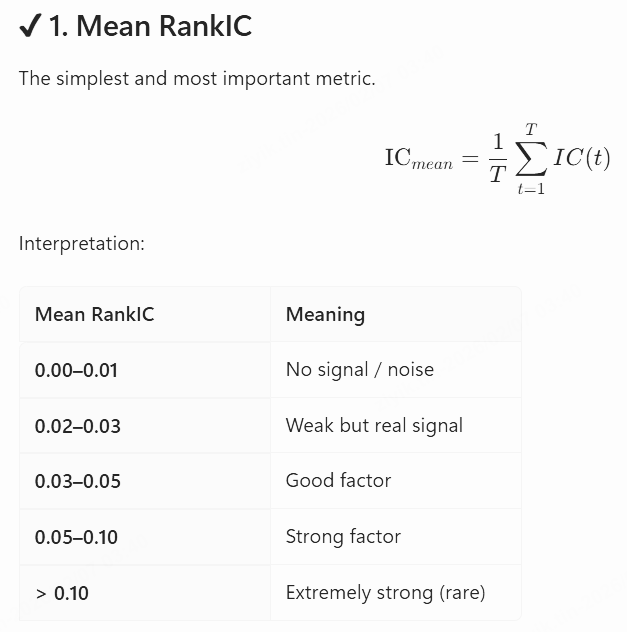 ✓ 1. Mean RankIC
The simplest and most important metric.
IC_{mean} = \frac{1}{T} \sum_{t=1}^{T} IC(t)
Interpretation:
Mean RankIC Meaning
0.00–0.01 No signal / noise
0.02–0.03 Weak but real signal
0.03–0.05 Good factor
0.05–0.10 Strong factor
> 0.10 Extremely strong (rare)